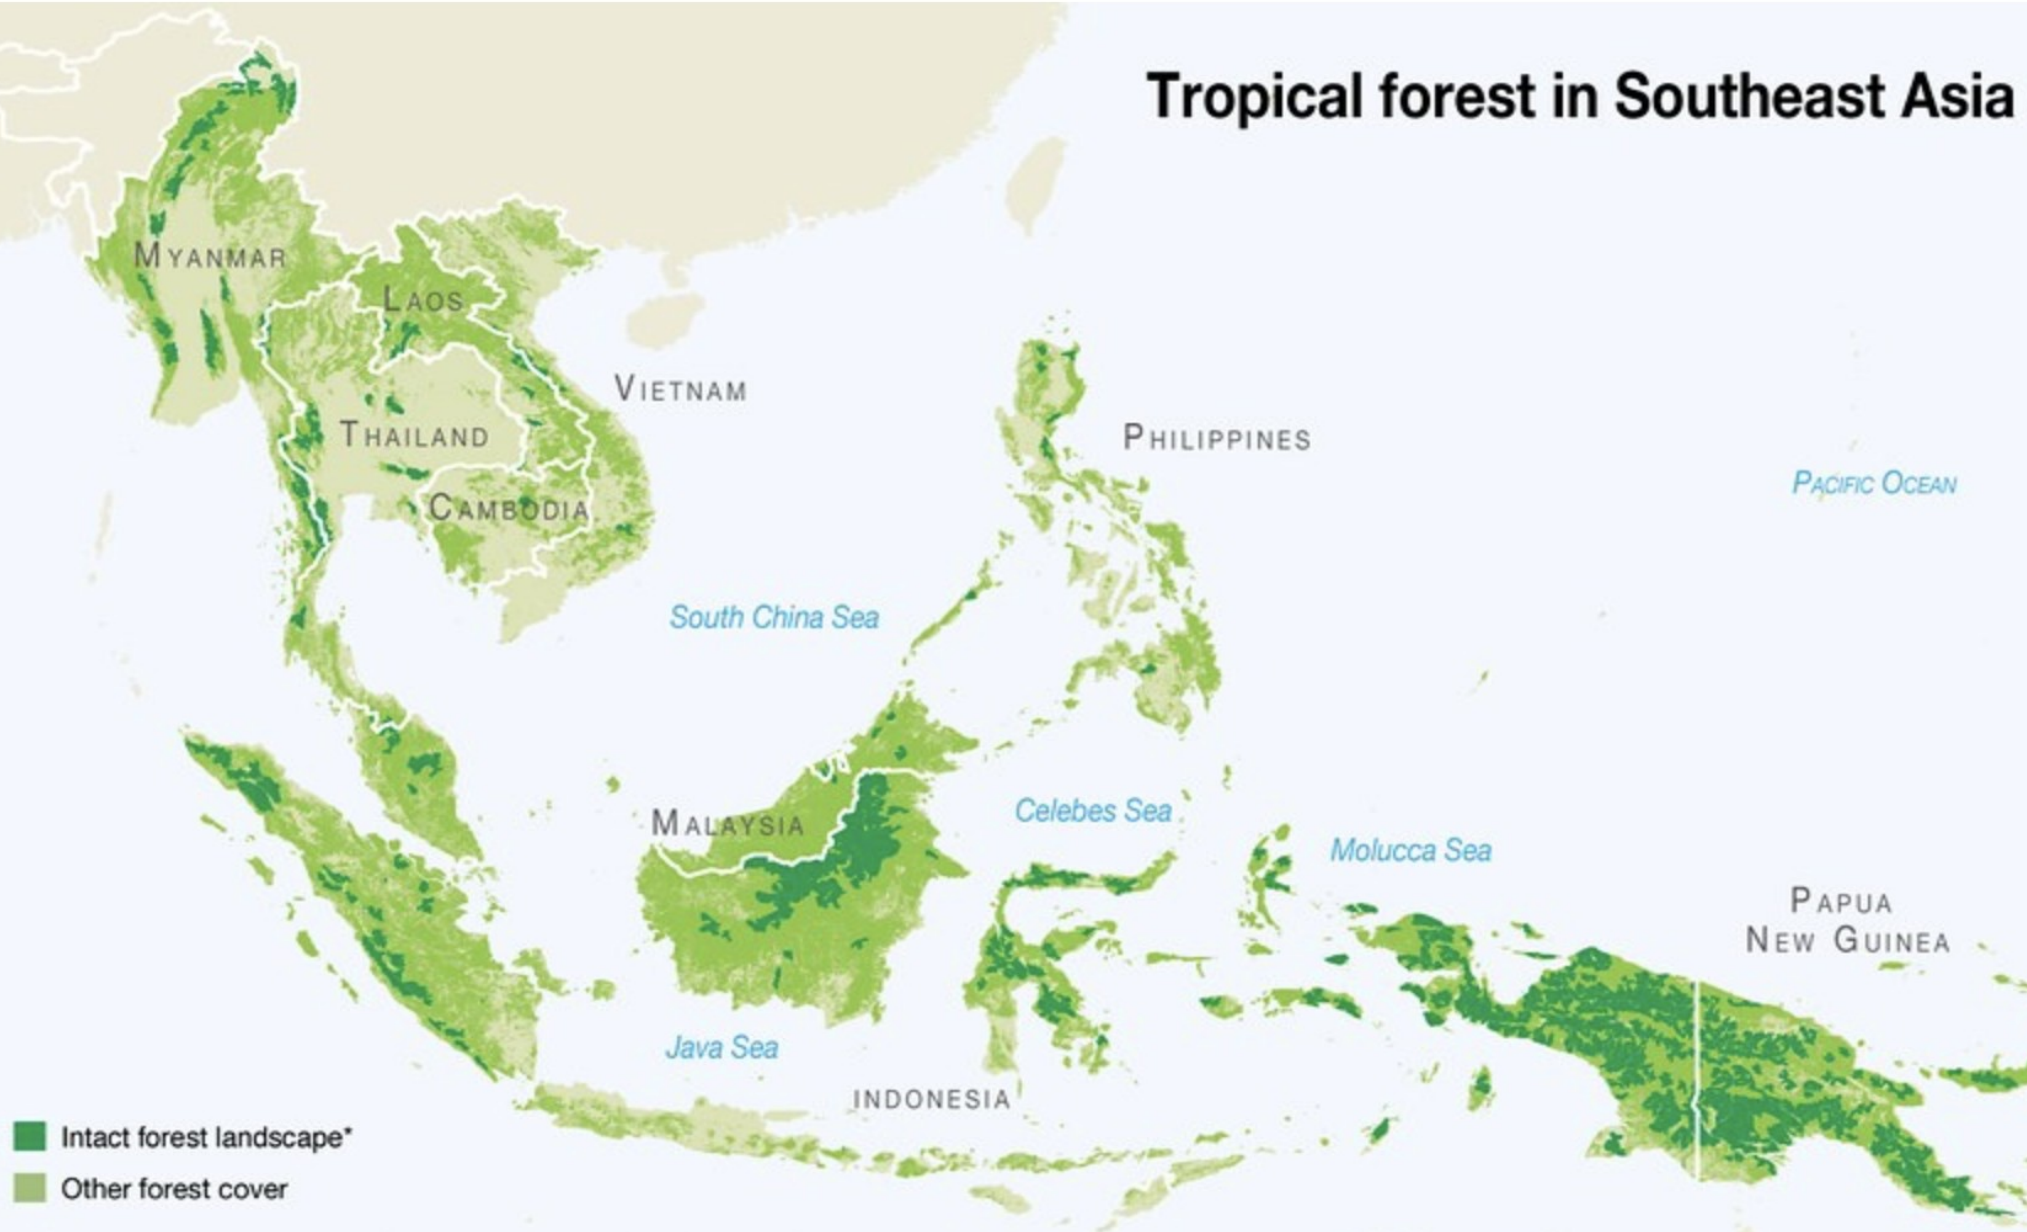 Tropical forest in Southeast Asia
MYANMAR
LAOS
VIETNAM
THAILAND
PHILIPPINES
PACIFIC OCEAN
CAMBODIA
South China Sea
MALAYSIA
Celebes Sea
Molucca Sea
PAPUA
NEW GUINEA
Java Sea
INDONESIA
Intact forest landscape*
Other forest cover